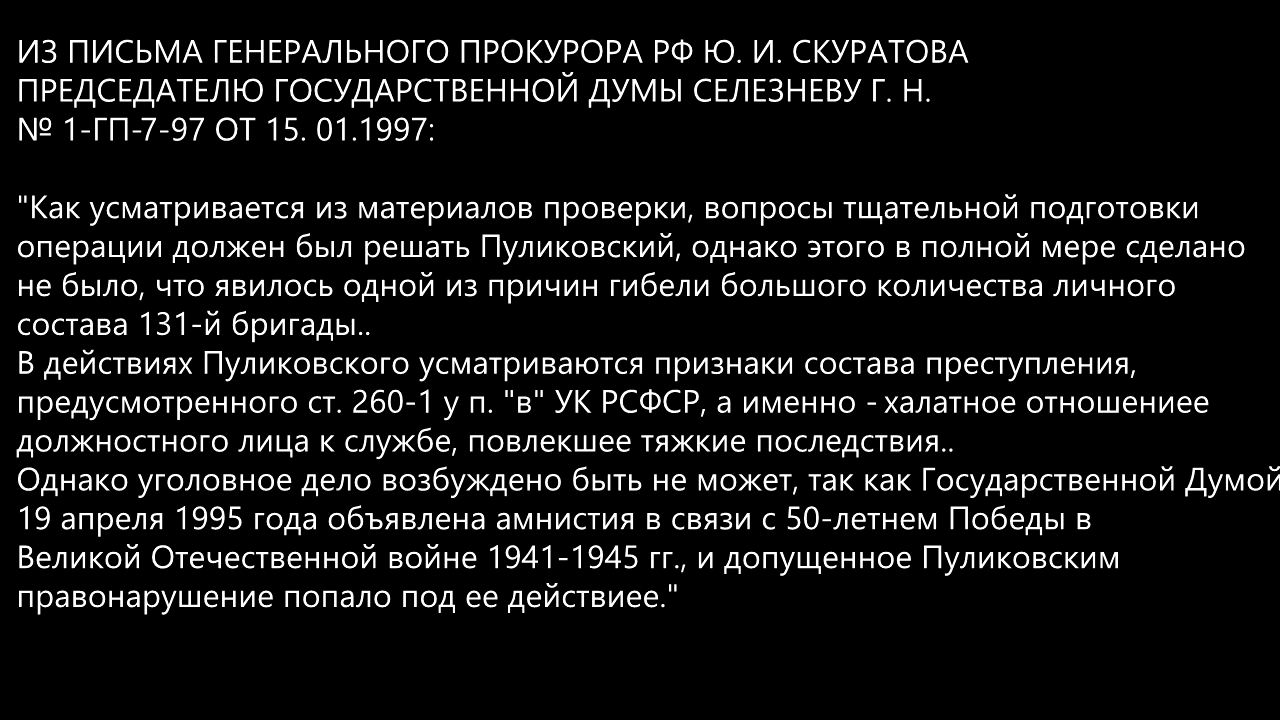 ИЗ ПИСЬМА ГЕНЕРАЛЬНОГО ПРОКУРОРА РФ Ю. И. СКУРАТОВА
ПРЕДСЕДАТЕЛЮ ГОСУДАРСТВЕННОЙ ДУМЫ СЕЛЕЗНЕВУ Г. Н.
№ 1-ГП-7-97 ОТ 15. 01.1997:
"Как усматривается из материалов проверки, вопросы тщательной подготовки
операции должен был решать Пуликовский, однако этого в полной мере сделано
не было, что явилось одной из причин гибели большого количества личного
состава 131-й бригады..
В действиях Пуликовского усматриваются признаки состава преступления,
предусмотренного ст. 260-1 у п. "в" УК РСФСР, а именно - халатное отношениее
должностного лица к службе, повлекшее тяжкие последствия..
Однако уголовное дело возбуждено быть не может, так как Государственной Думой
19 апреля 1995 года объявлена амнистия в связи с 50-летнем Победы в
Великой Отечественной войне 1941-1945 гг., и допущенное Пуликовским
правонарушение попало под ее действиее."